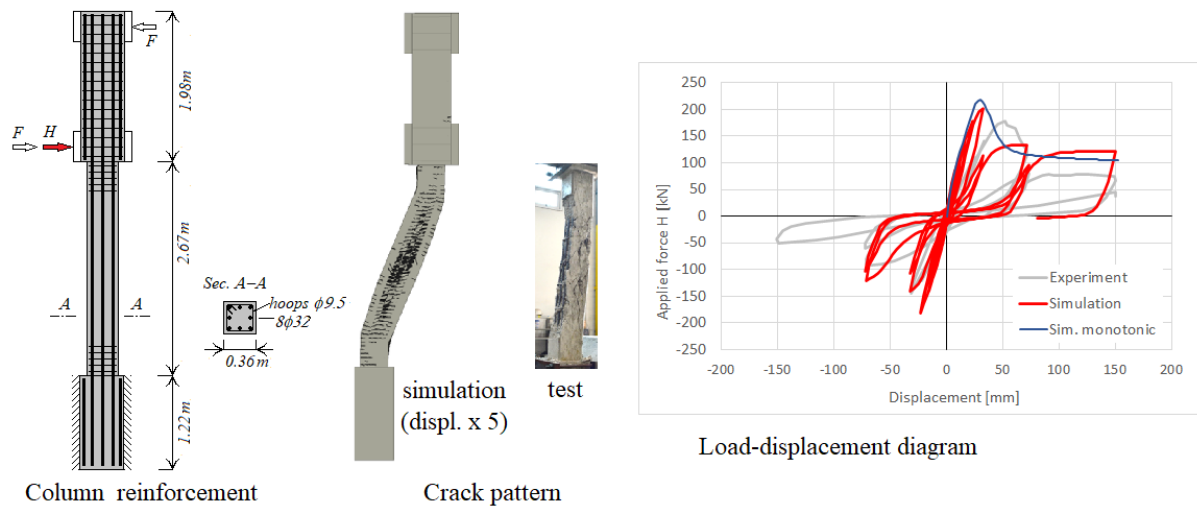 F
1.98m
F H
2.67m
Sec. A–A
A A
hoops ϕ9.5
8ϕ32
0.36 m
1.22m
Column reinforcement
simulation
(displ. x 5)
test
Crack pattern
250
200
150
100
50
0
-50
-100
-150
-200
-250
-200 -150 -100 -50 0 50 100 150 200
Applied force H [kN]
Displacement [mm]
Experiment
Simulation
Sim. monotonic
Load-displacement diagram